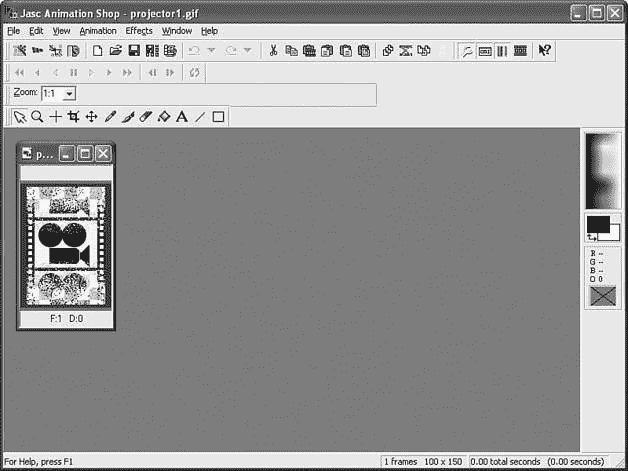 Jasc Animation Shop - projector1.gif
File Edit View Animation Effects Window Help
Zoom: 1:1
p...
F:1 D:0
R --
G --
B --
O 0
For Help, press F1
1 frames 100 x 150
0.00 total seconds (0.00 seconds)